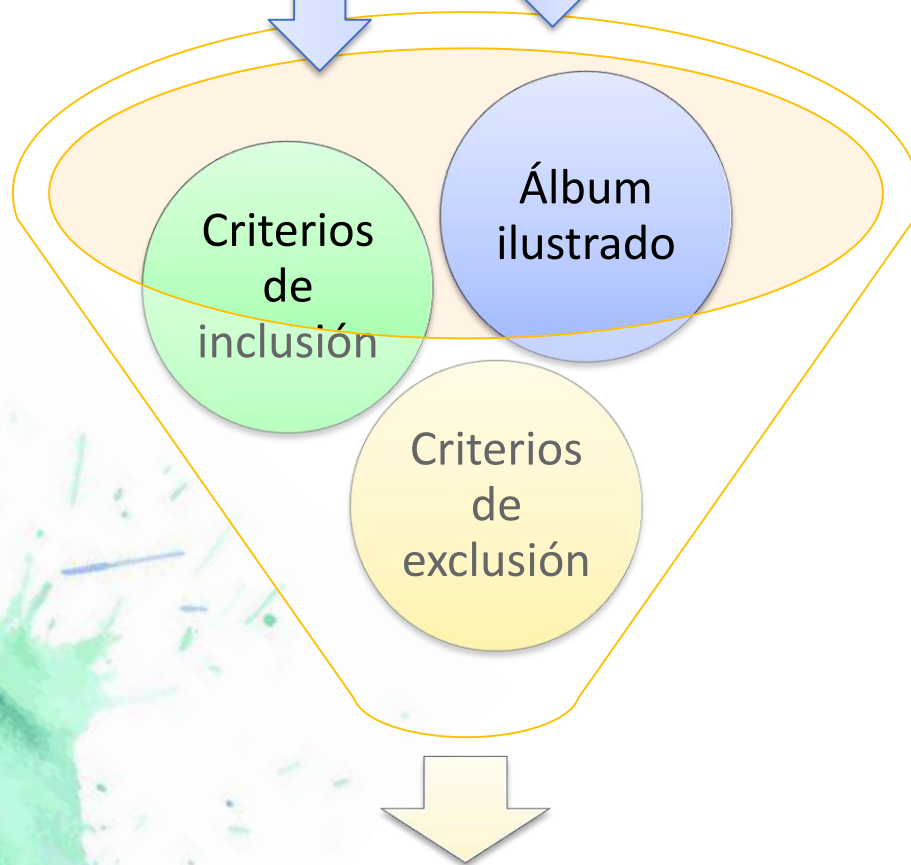 Álbum
ilustrado
Criterios
de
inclusión
Criterios
de
exclusión